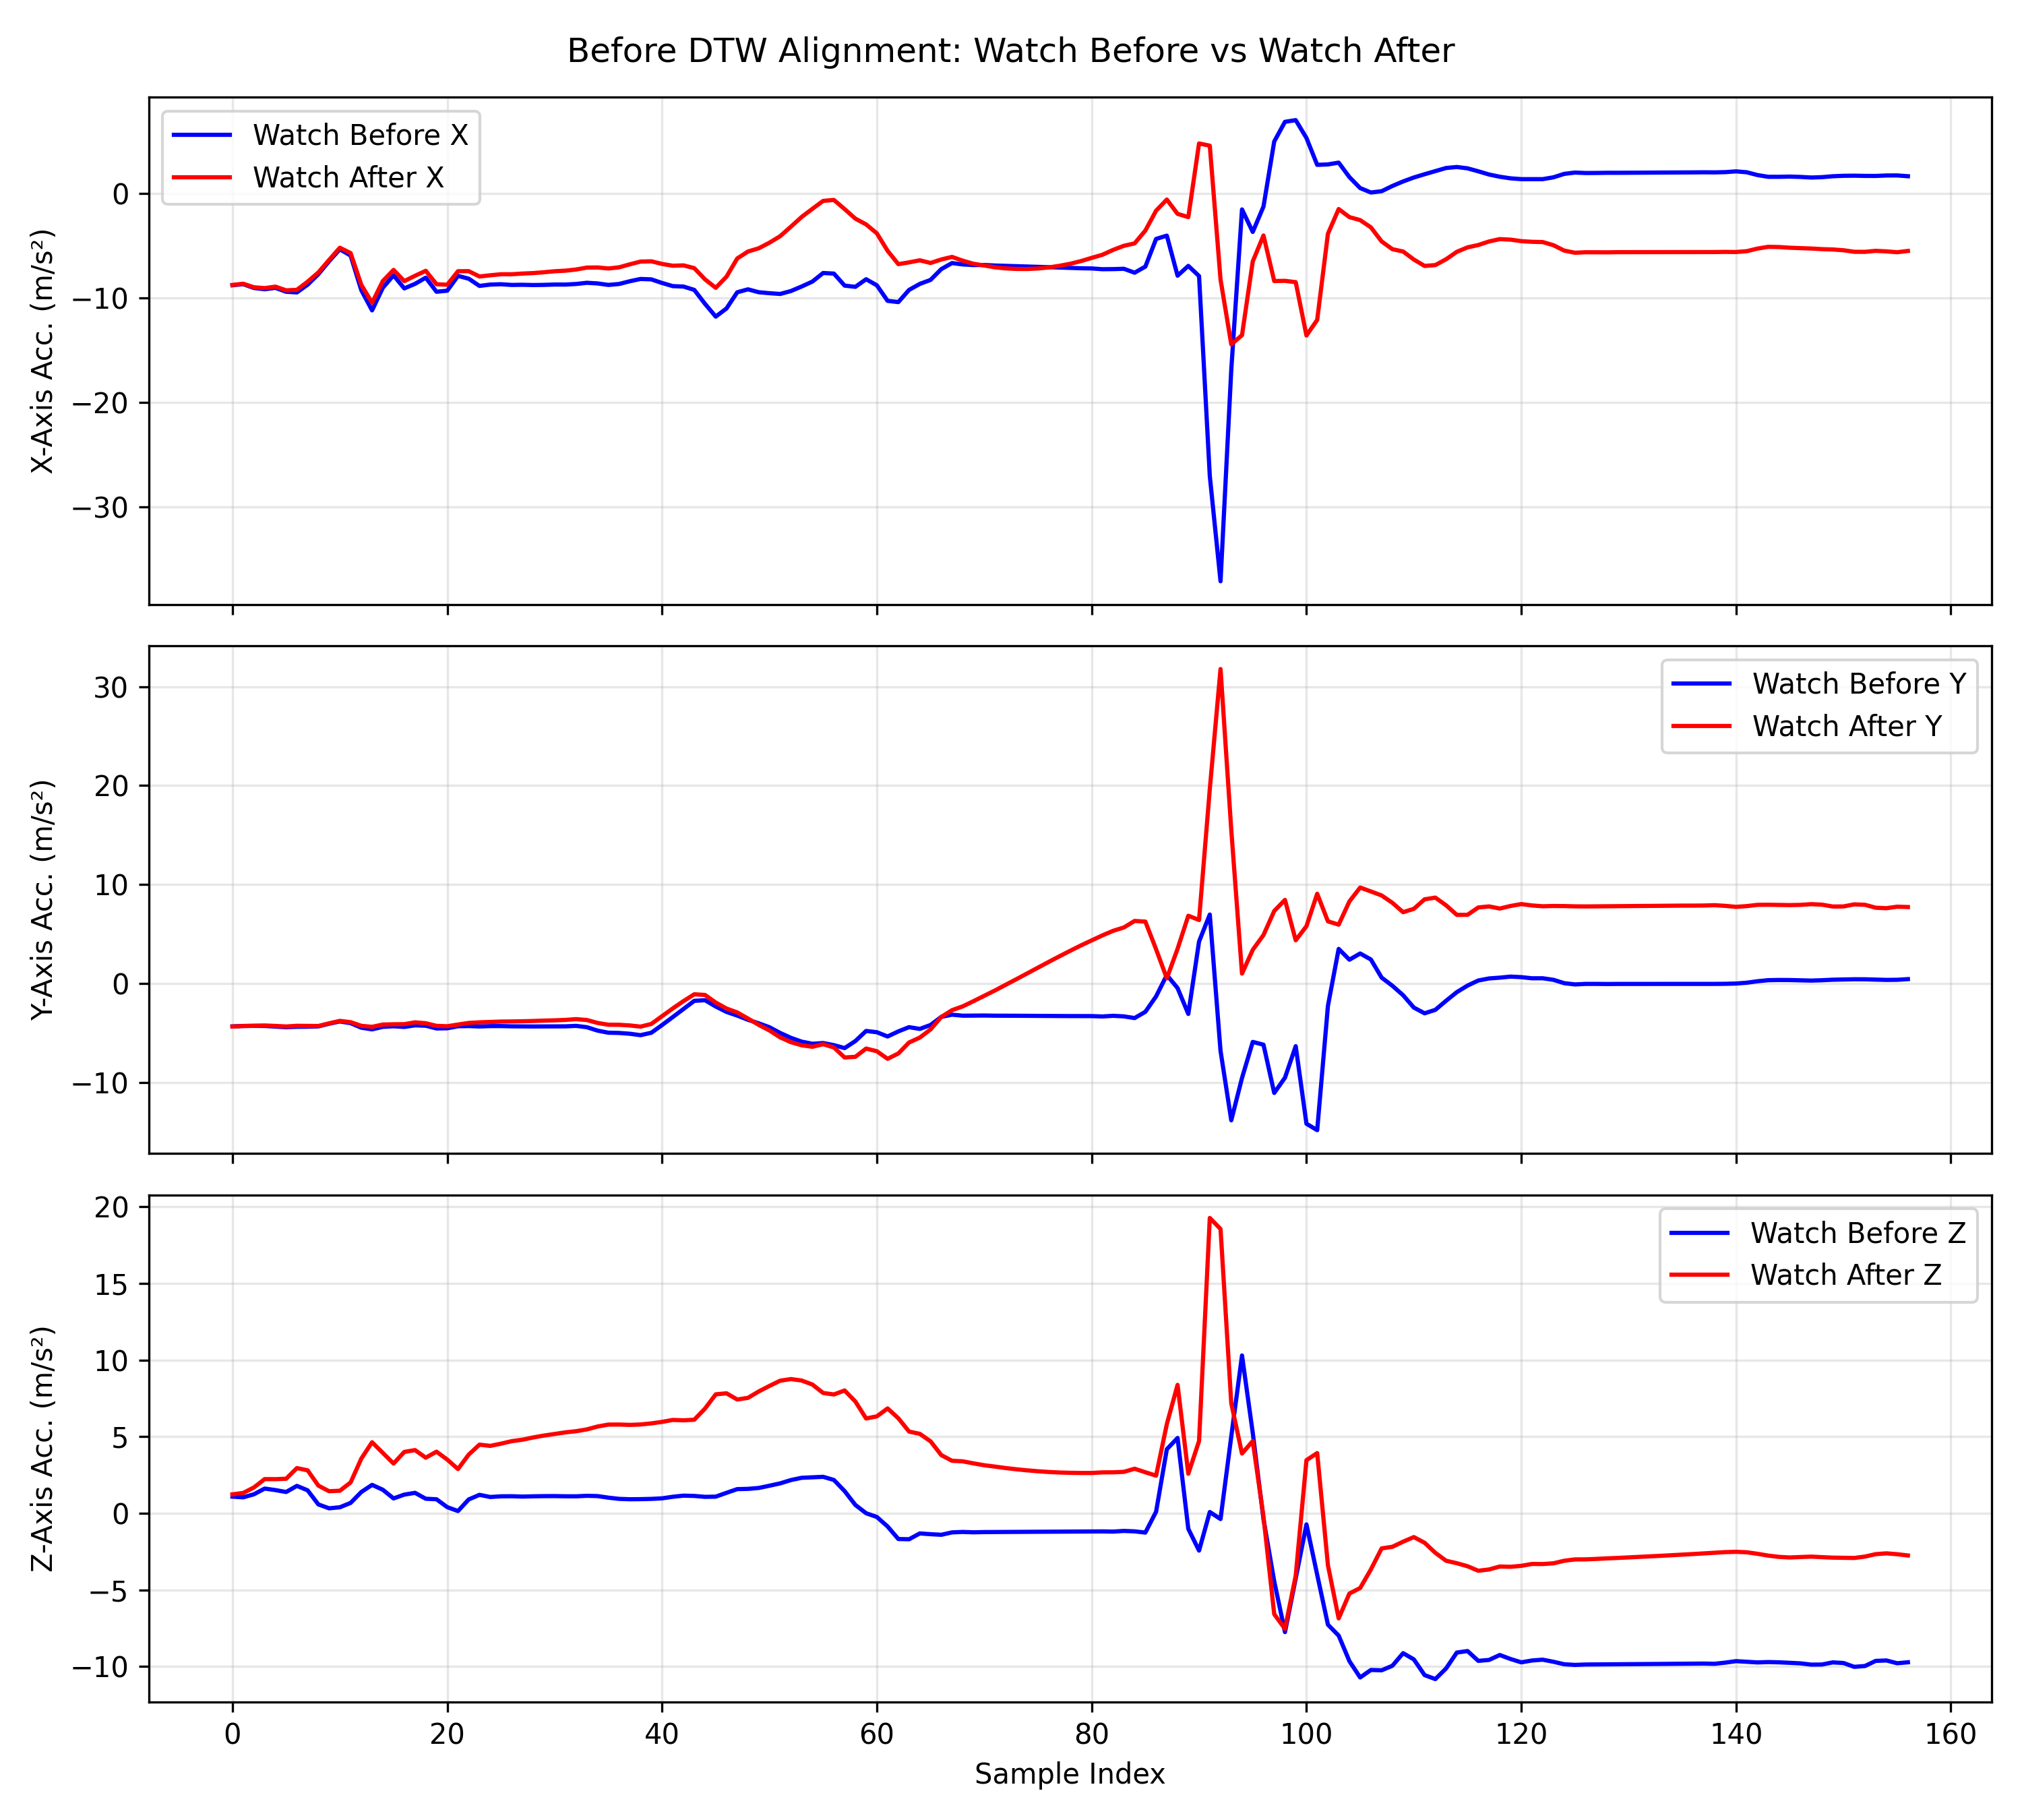 Before DTW Alignment: Watch Before vs Watch After
Watch Before X
Watch After X
0
−10
−20
−30
X-Axis Acc. (m/s²)
Watch Before Y
Watch After Y
30
20
10
0
−10
Y-Axis Acc. (m/s²)
Watch Before Z
Watch After Z
20
15
10
5
0
−5
−10
Z-Axis Acc. (m/s²)
0 20 40 60 80 100 120 140 160
Sample Index